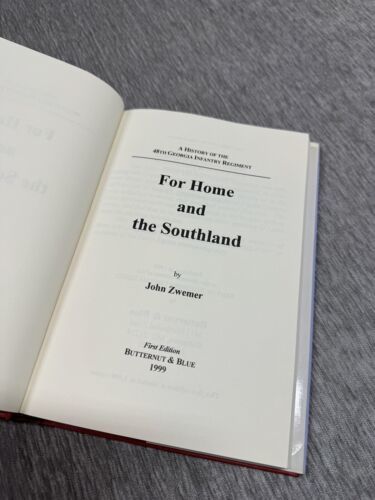 A HISTORY OF THE
48TH GEORGIA INFANTRY REGIMENT
For Home
and
the Southland
by
John Zwemer
First Edition
BUTTERNUT & BLUE
1999